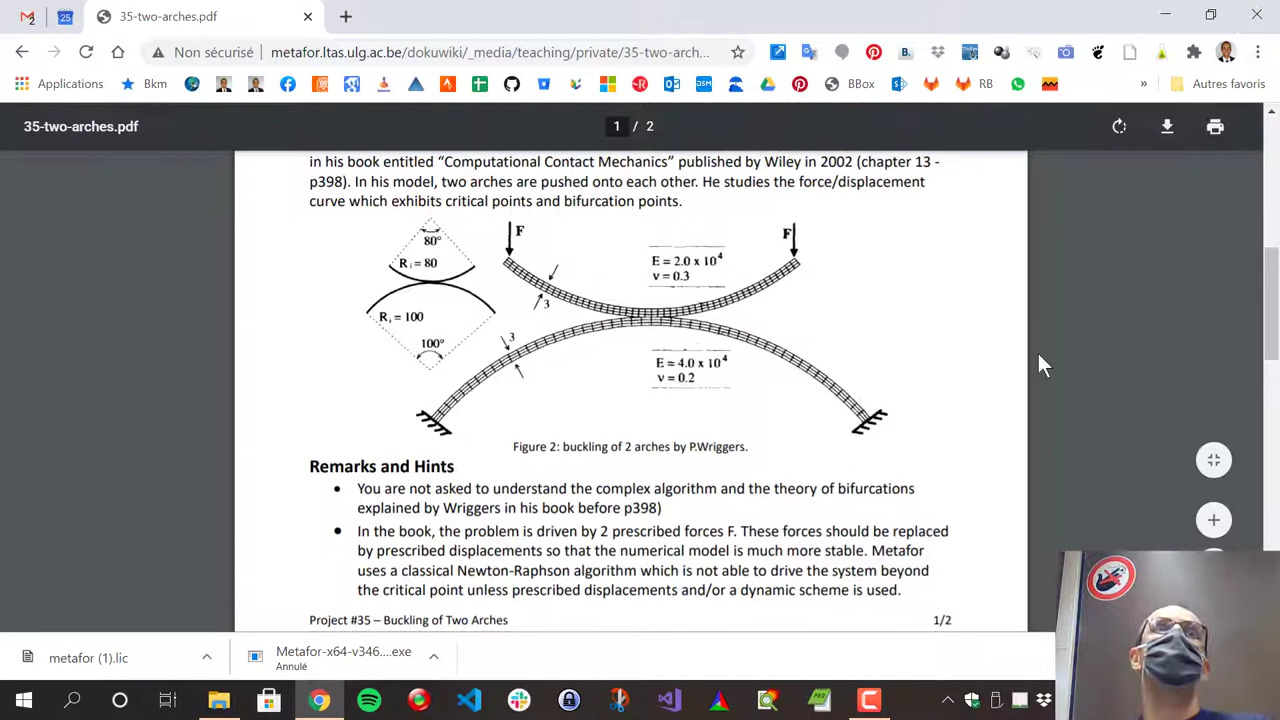 35-two-arches.pdf
Non sécurisé
metafor.ltas.ulg.ac.be/dokuwiki/_media/teaching/private/35-two-arch...
Applications
Bkm
BBox
RB
Autres favoris
35-two-arches.pdf
1 / 2
in his book entitled “Computational Contact Mechanics” published by Wiley in 2002 (chapter 13 -
p398). In his model, two arches are pushed onto each other. He studies the force/displacement
curve which exhibits critical points and bifurcation points.
80°
R i = 80
R i = 100
100°
F
F
3
3
E = 2.0 x 10 4
ν = 0.3
E = 4.0 x 10 4
ν = 0.2
Figure 2: buckling of 2 arches by P.Wriggers.
Remarks and Hints
• You are not asked to understand the complex algorithm and the theory of bifurcations
explained by Wriggers in his book before p398)
• In the book, the problem is driven by 2 prescribed forces F. These forces should be replaced
by prescribed displacements so that the numerical model is much more stable. Metafor
uses a classical Newton-Raphson algorithm which is not able to drive the system beyond
the critical point unless prescribed displacements and/or a dynamic scheme is used.
Project #35 – Buckling of Two Arches
1/2
metafor (1).lic
Metafor-x64-v346....exe
Annulé